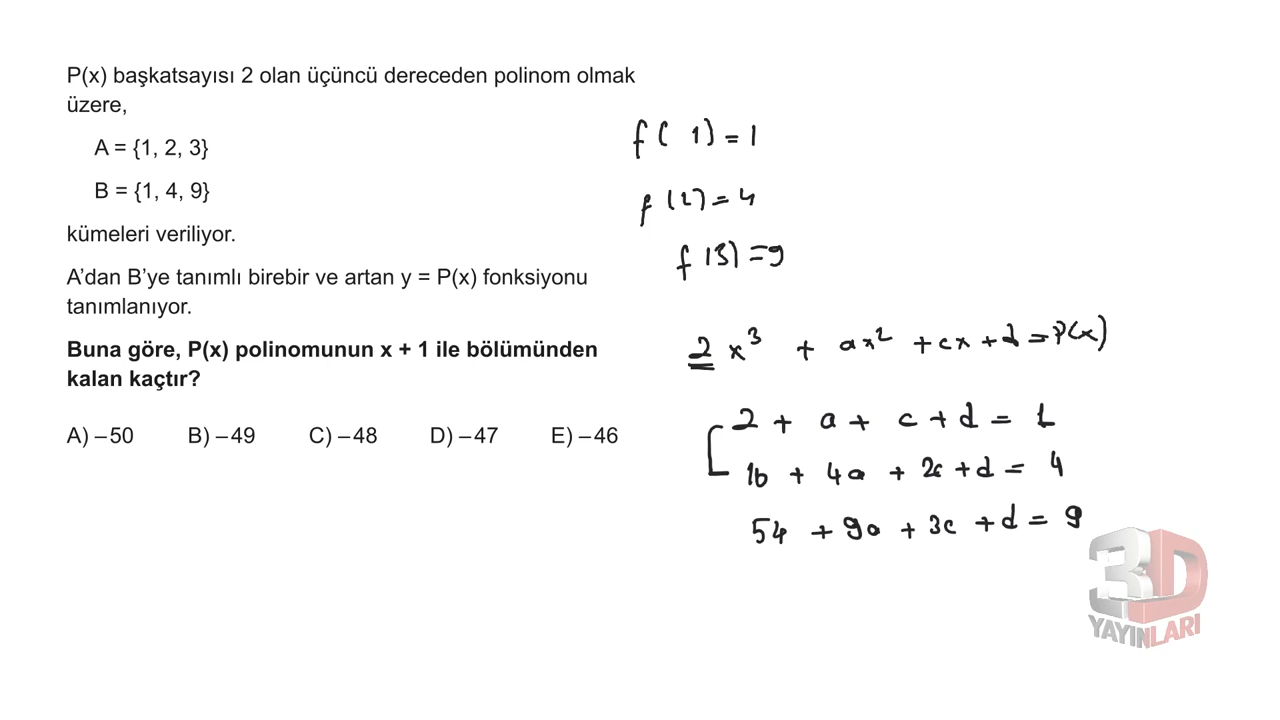 P(x) başkatsayısı 2 olan üçüncü dereceden polinom olmak
üzere,
A = {1, 2, 3}
B = {1, 4, 9}
kümeleri veriliyor.
A'dan B'ye tanımlı birebir ve artan y = P(x) fonksiyonu
tanımlanıyor.
Buna göre, P(x) polinomunun x + 1 ile bölümünden
kalan kaçtır?
A) –50 B) –49 C) –48 D) –47 E) –46
f( 1) = 1
f(2) = 4
f(3) = 9
2x³ + ax² + cx + d = P(x)
2 + a + c + d = 1
16 + 4a + 2c + d = 4
54 + 9a + 3c + d = 9
3D
YAYINLARI